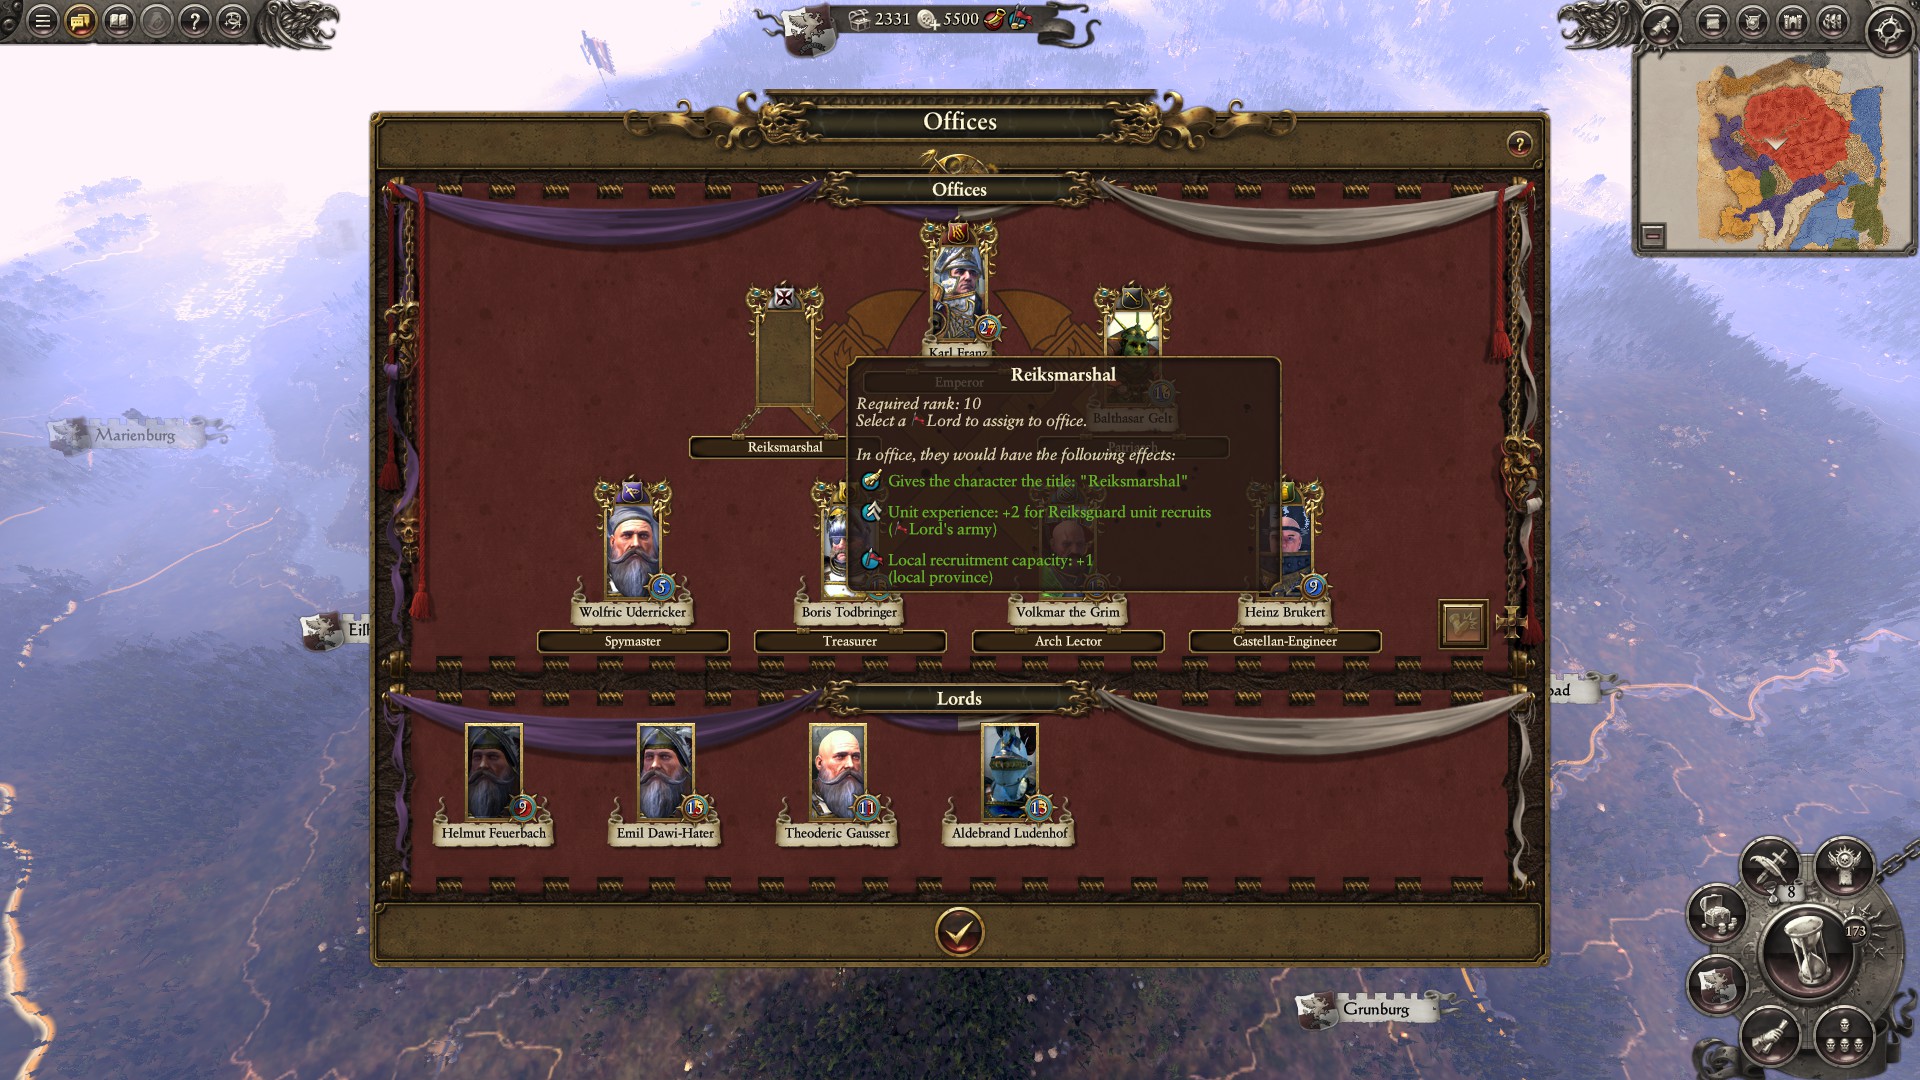 2331
5500
Offices
?
Offices
27
Karl Franz
Emperor
16
Balthasar Gelt
Patriarch
Reiksmarshal
Reiksmarshal
Required rank: 10
Select a Lord to assign to office.
In office, they would have the following effects:
Gives the character the title: "Reiksmarshal"
Unit experience: +2 for Reiksguard unit recruits
(Lord's army)
Local recruitment capacity: +1
(local province)
Marienburg
5
Wolfric Uderricker
Spymaster
Boris Todbringer
Treasurer
Volkmar the Grim
Arch Lector
9
Heinz Brukert
Castellan-Engineer
Lords
9
Helmut Feuerbach
15
Emil Dawi-Hater
11
Theoderic Gausser
13
Aldebrand Ludenhof
8
173
Grunburg